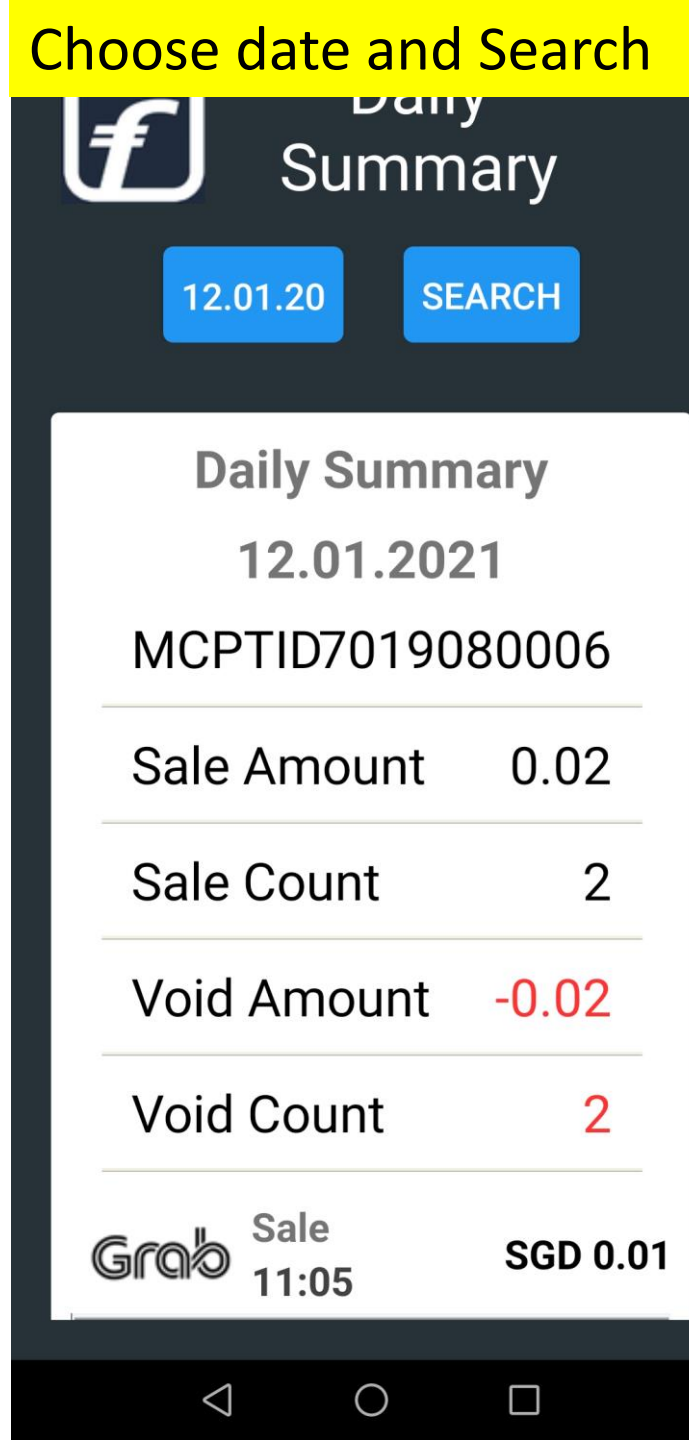 Choose date and Search
Daily
Summary
12.01.20
SEARCH
Daily Summary
12.01.2021
MCPTID7019080006
Sale Amount 0.02
Sale Count 2
Void Amount -0.02
Void Count 2
Grab
Sale
11:05
SGD 0.01